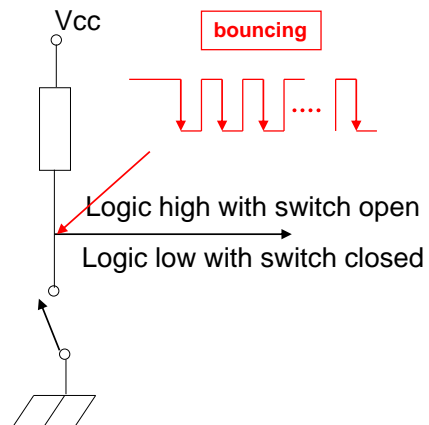 Vcc
bouncing
....
Logic high with switch open
Logic low with switch closed